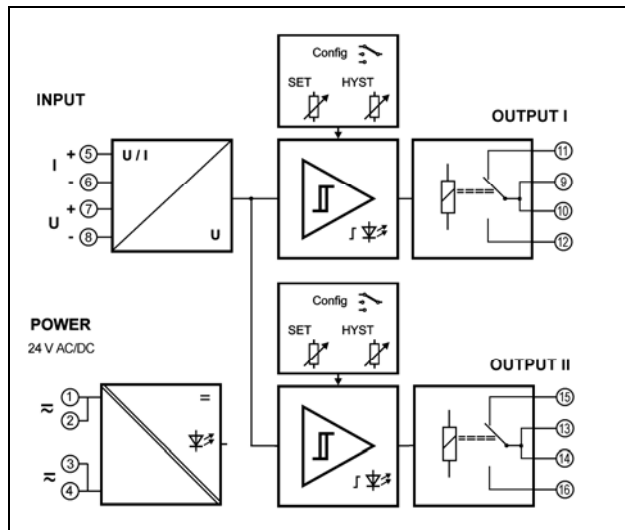 Config
SET HYST
INPUT
OUTPUT I
I + 5
- 6
U + 7
- 8
U / I
U
11
9
10
12
POWER
24 V AC/DC
Config
SET HYST
OUTPUT II
1
2
3
4
=
15
13
14
16